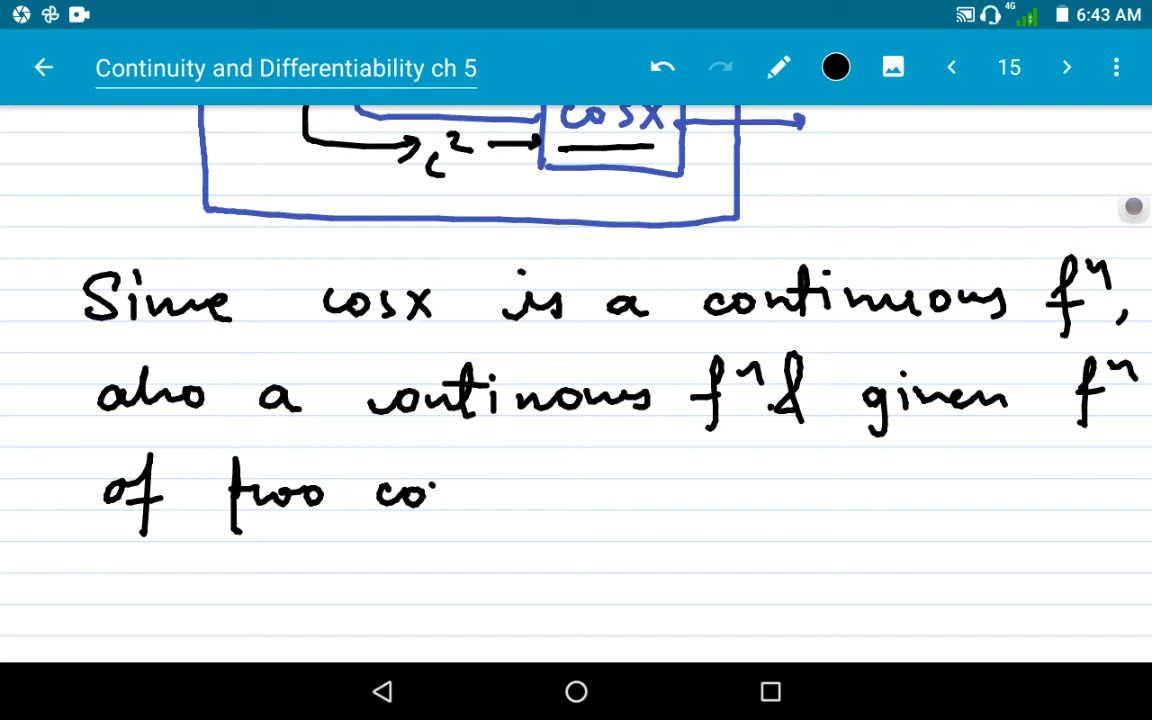 4G 6:43 AM
Continuity and Differentiability ch 5 15
cosx
c²
Since cosx is a continuous fⁿ,
also a continous fⁿ & given fⁿ
of two co